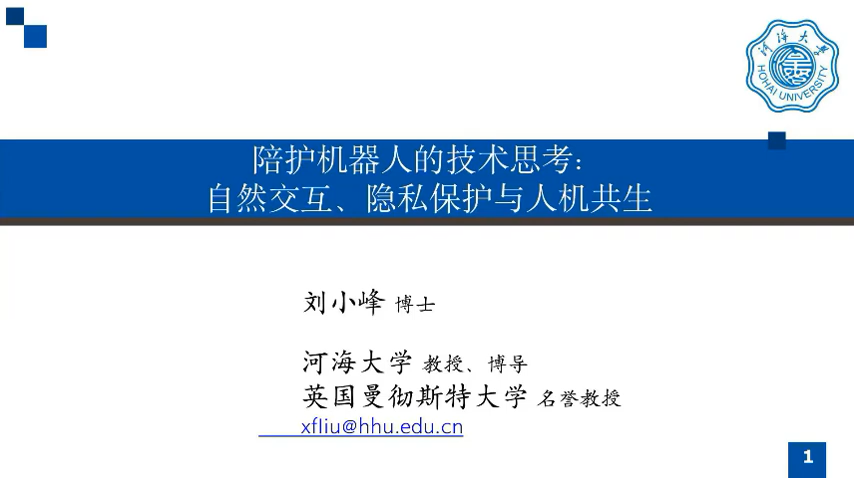 河海大学
HOHAI UNIVERSITY
陪护机器人的技术思考:
自然交互、隐私保护与人机共生
刘小峰 博士
河海大学 教授、博导
英国曼彻斯特大学 名誉教授
xfliu@hhu.edu.cn
1